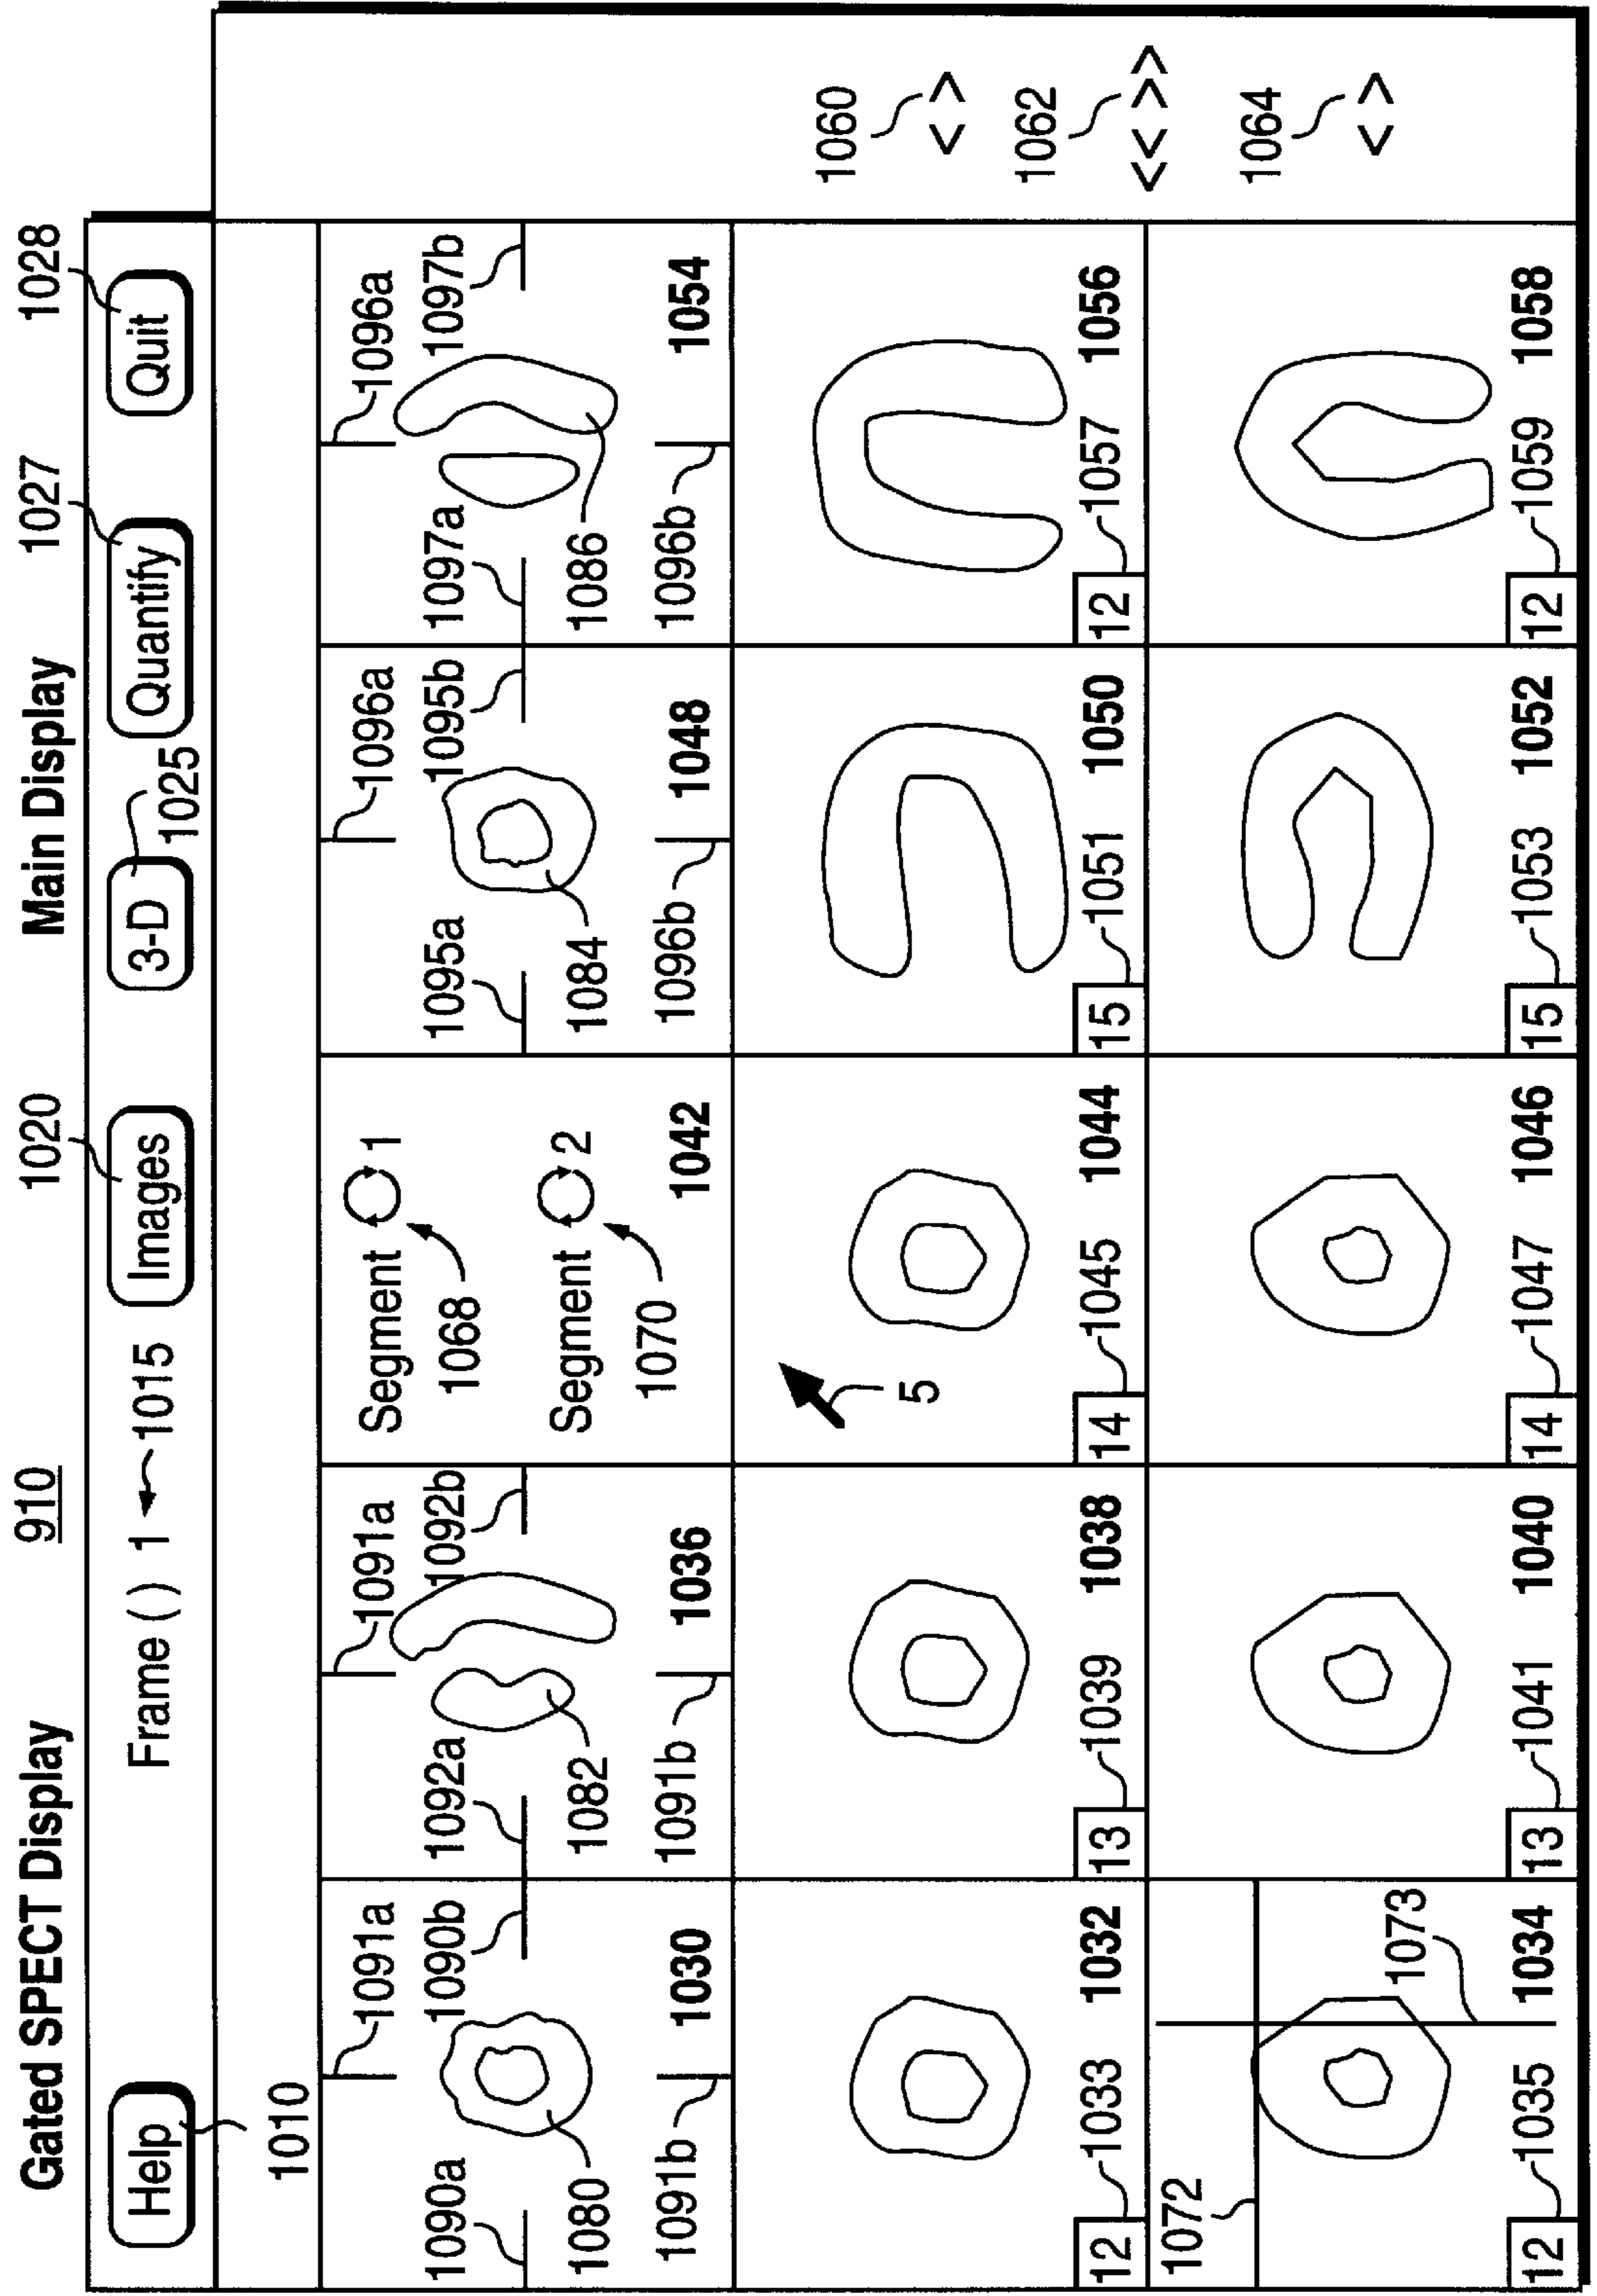 Gated SPECT Display 910 Main Display
1020 1027 1028
Help Frame ( ) 1 1015 Images 3-D Quantify Quit
1010
1025
1091a 1091a Segment 1 1096a 1096a
1090a 1090b 1092a 1092b 1068 1095a 1095b 1097a 1097b
1080 1082 Segment 2 1084 1086
1091b 1030 1091b 1036 1070 1042 1096b 1048 1096b 1054
1060
< >
5
12 1033 1032 13 1039 1038 14 1045 1044 15 1051 1050 12 1057 1056
1062
<< >>
1072
1073
1064
< >
12 1035 1034 13 1041 1040 14 1047 1046 15 1053 1052 12 1059 1058